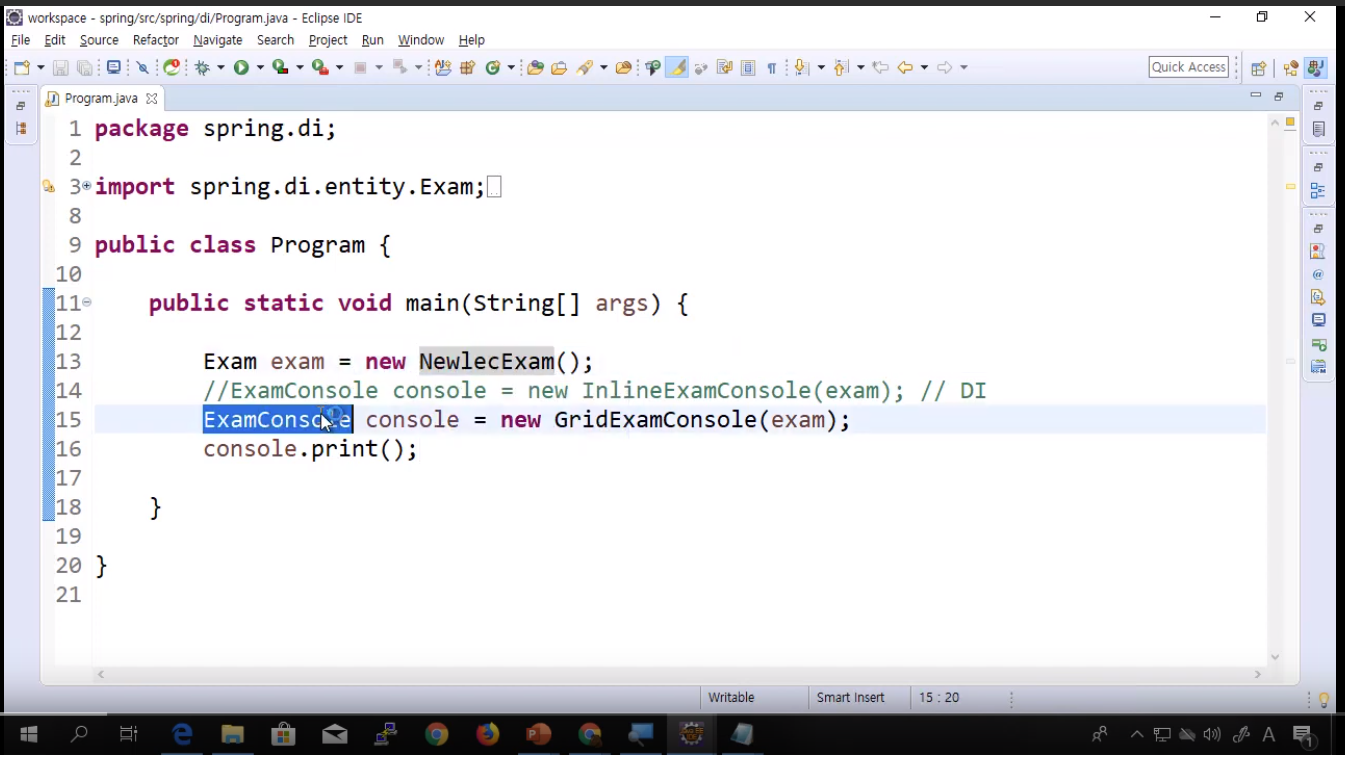 workspace - spring/src/spring/di/Program.java - Eclipse IDE
File Edit Source Refactor Navigate Search Project Run Window Help
Quick Access
Program.java
1 package spring.di;
2
3 import spring.di.entity.Exam;
8
9 public class Program {
10
11 public static void main(String[] args) {
12
13 Exam exam = new NewlecExam();
14 //ExamConsole console = new InlineExamConsole(exam); // DI
15 ExamConsole console = new GridExamConsole(exam);
16 console.print();
17
18 }
19
20 }
21
Writable Smart Insert 15 : 20
A 1